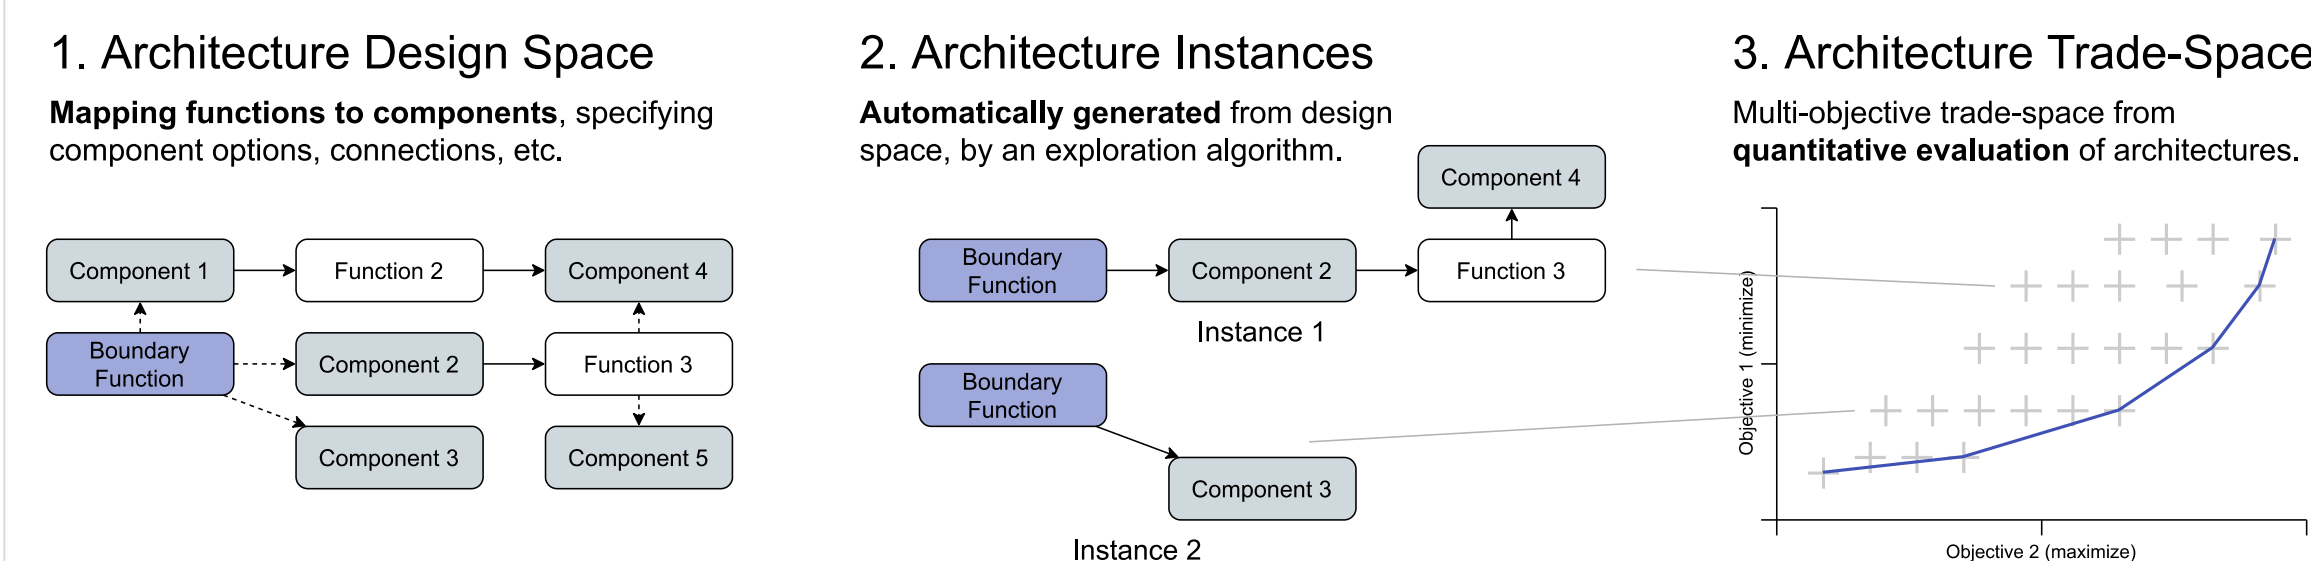 1. Architecture Design Space
Mapping functions to components, specifying
component options, connections, etc.
Component 1
Function 2
Component 4
Boundary
Function
Component 2
Function 3
Component 3
Component 5
2. Architecture Instances
Automatically generated from design
space, by an exploration algorithm.
Component 4
Boundary
Function
Component 2
Function 3
Instance 1
Boundary
Function
Component 3
Instance 2
3. Architecture Trade-Space
Multi-objective trade-space from
quantitative evaluation of architectures.
Objective 1 (minimize)
Objective 2 (maximize)